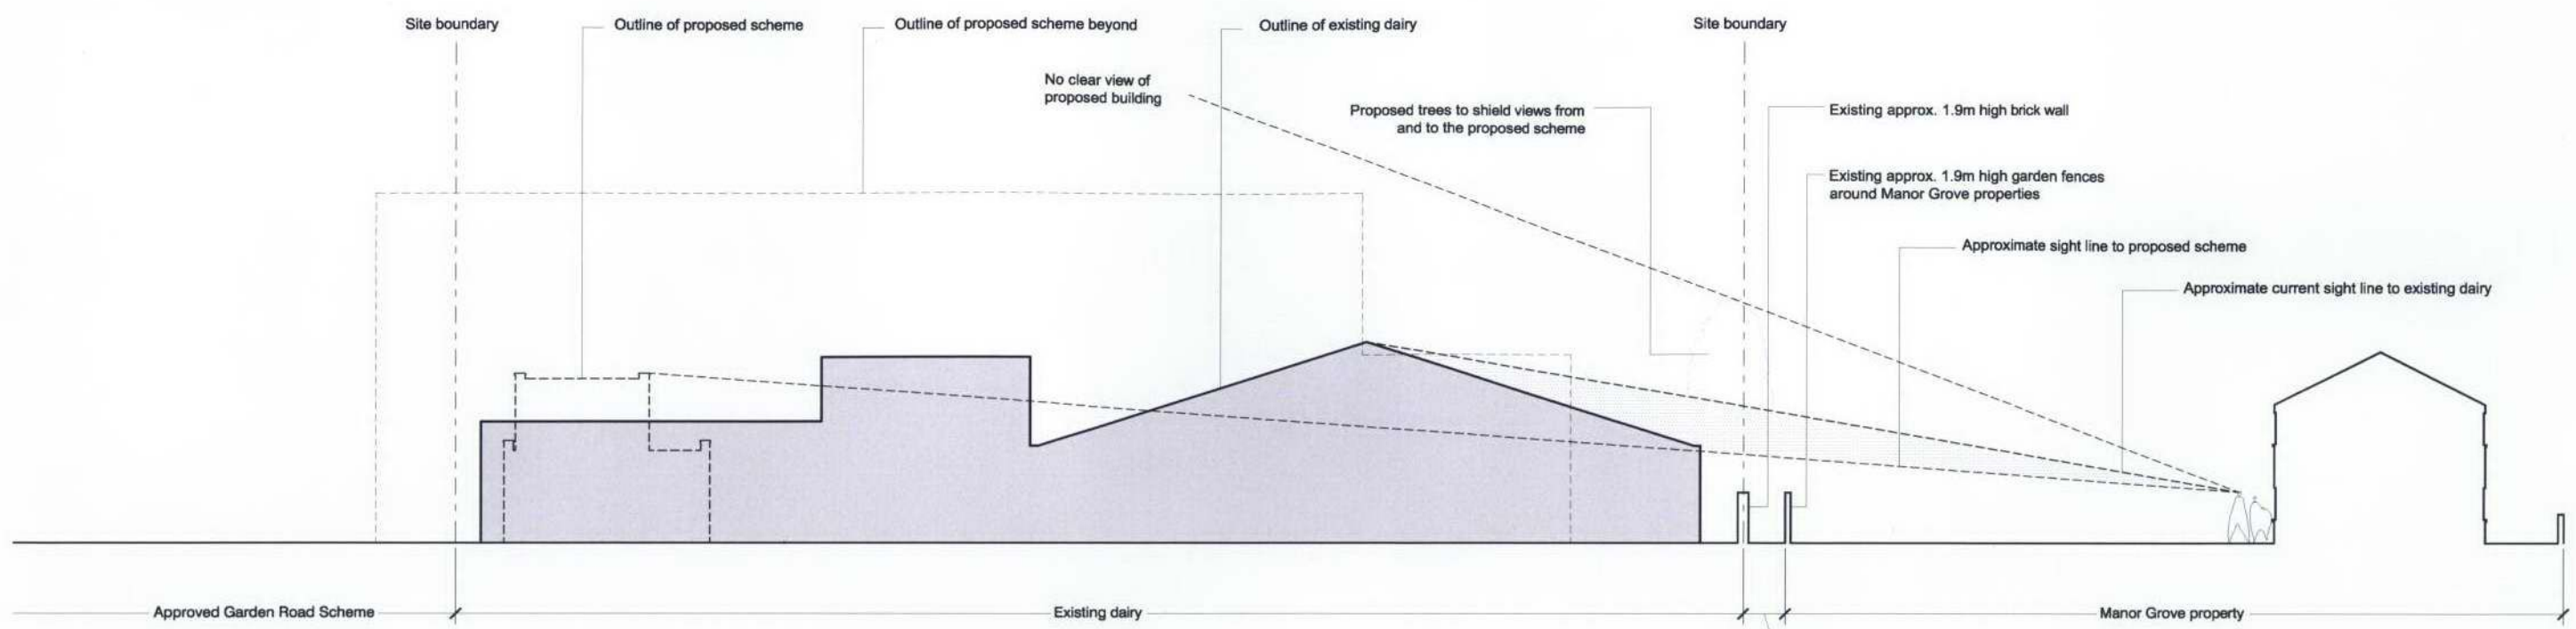 Site boundary
Outline of proposed scheme
Outline of proposed scheme beyond
Outline of existing dairy
Site boundary
No clear view of
proposed building
Proposed trees to shield views from
and to the proposed scheme
Existing approx. 1.9m high brick wall
Existing approx. 1.9m high garden fences
around Manor Grove properties
Approximate sight line to proposed scheme
Approximate current sight line to existing dairy
Approved Garden Road Scheme
Existing dairy
Manor Grove property